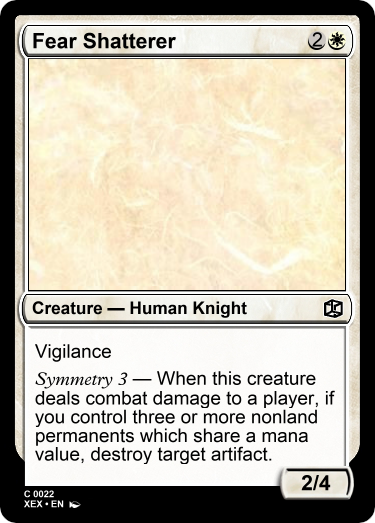 Fear Shatterer 2
Creature — Human Knight
Vigilance
Symmetry 3 — When this creature
deals combat damage to a player, if
you control three or more nonland
permanents which share a mana
value, destroy target artifact.
2/4
C 0022
XEX • EN